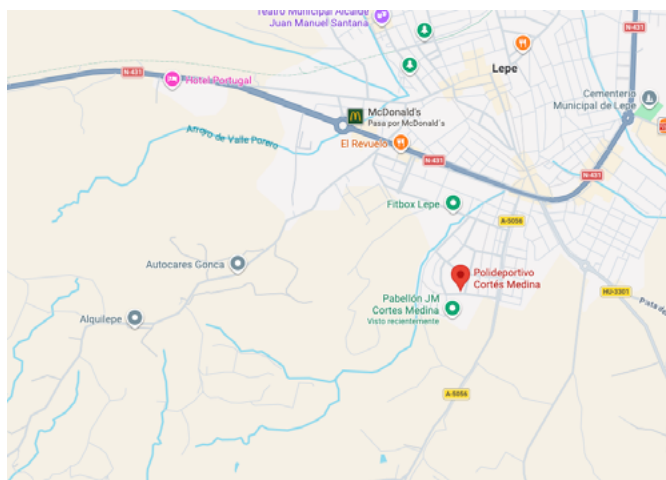 Teatro Municipal Alcalde
Juan Manuel Santana
N-431
Lepe
N-431
Hotel Portugal
Cementerio
Municipal de Lepe
McDonald's
Pasa por McDonald's
Arroyo de Valle Porero
El Revuelo
N-431
N-431
Fitbox Lepe
A-5056
Autocares Gonca
Polideportivo
Cortés Medina
HU-3301
Pabellón JM
Cortes Medina
Visto recientemente
Alquilepe
A-5056